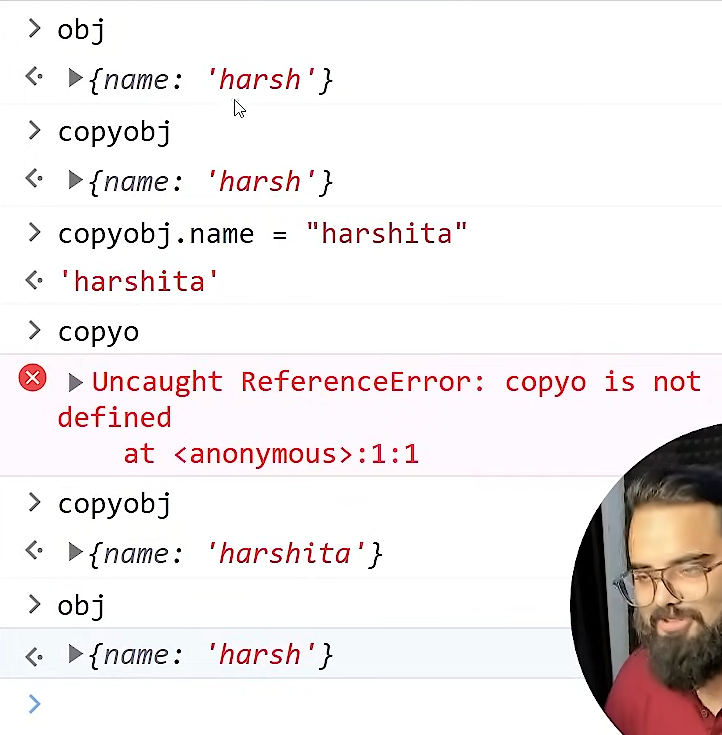 obj
{name: 'harsh'}
copyobj
{name: 'harsh'}
copyobj.name = "harshita"
'harshita'
copyo
Uncaught ReferenceError: copyo is not
defined
at <anonymous>:1:1
copyobj
{name: 'harshita'}
obj
{name: 'harsh'}